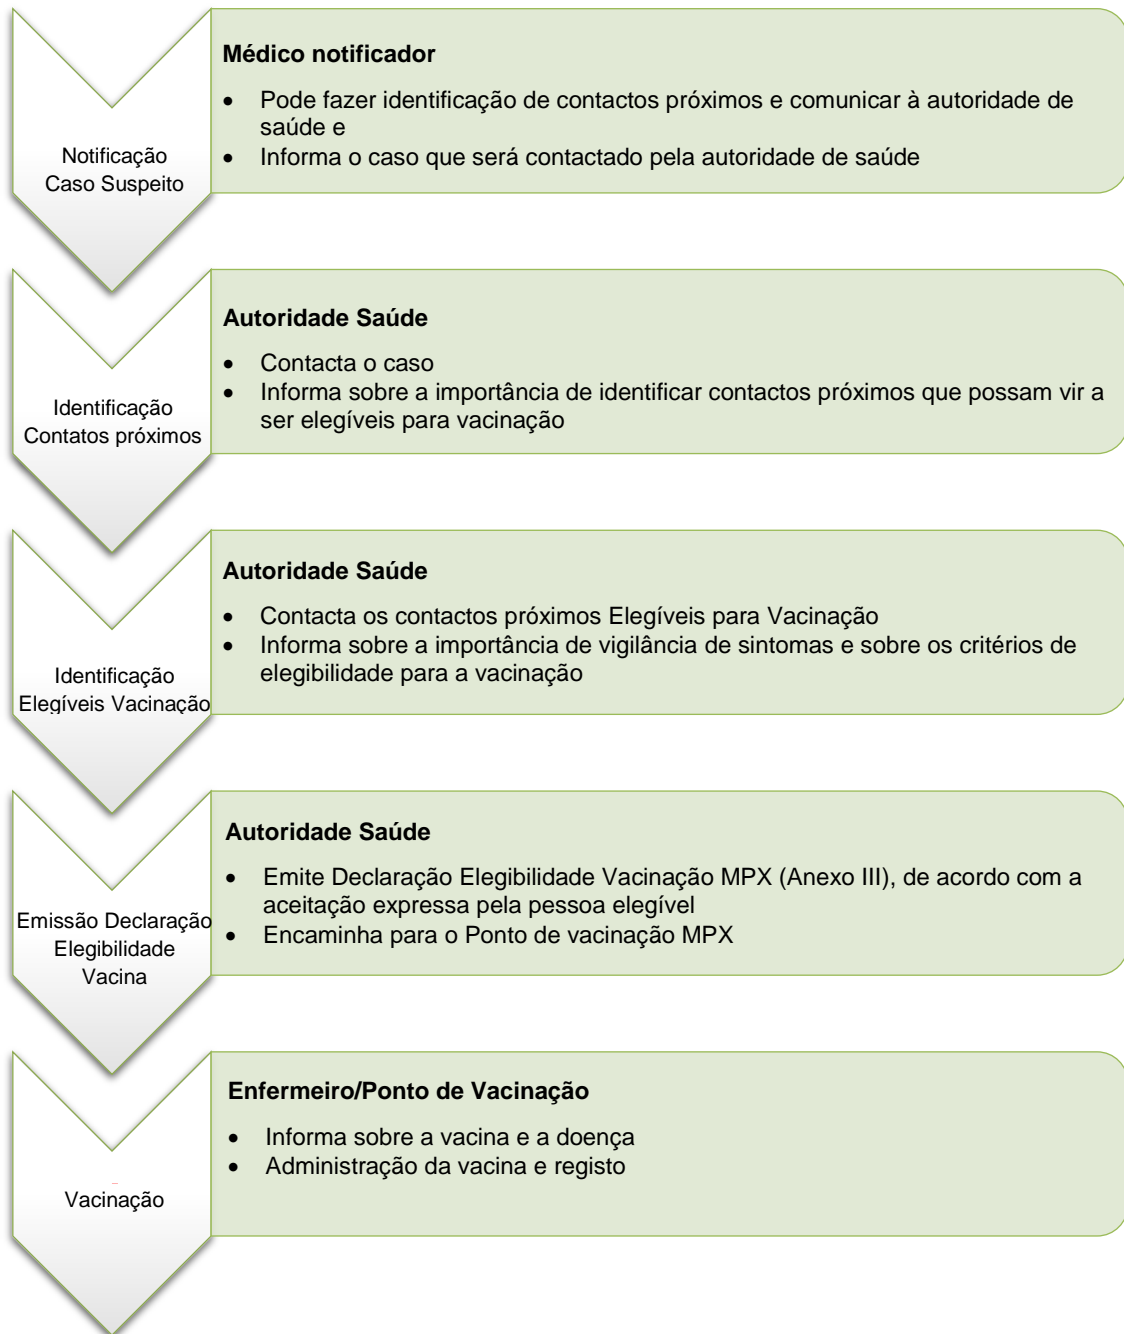 Notificação
Caso Suspeito
Médico notificador
• Pode fazer identificação de contactos próximos e comunicar à autoridade de
saúde e
• Informa o caso que será contactado pela autoridade de saúde
Identificação
Contatos próximos
Autoridade Saúde
• Contacta o caso
• Informa sobre a importância de identificar contactos próximos que possam vir a
ser elegíveis para vacinação
Identificação
Elegíveis Vacinação
Autoridade Saúde
• Contacta os contactos próximos Elegíveis para Vacinação
• Informa sobre a importância de vigilância de sintomas e sobre os critérios de
elegibilidade para a vacinação
Emissão Declaração
Elegibilidade
Vacina
Autoridade Saúde
• Emite Declaração Elegibilidade Vacinação MPX (Anexo III), de acordo com a
aceitação expressa pela pessoa elegível
• Encaminha para o Ponto de vacinação MPX
Vacinação
Enfermeiro/Ponto de Vacinação
• Informa sobre a vacina e a doença
• Administração da vacina e registo